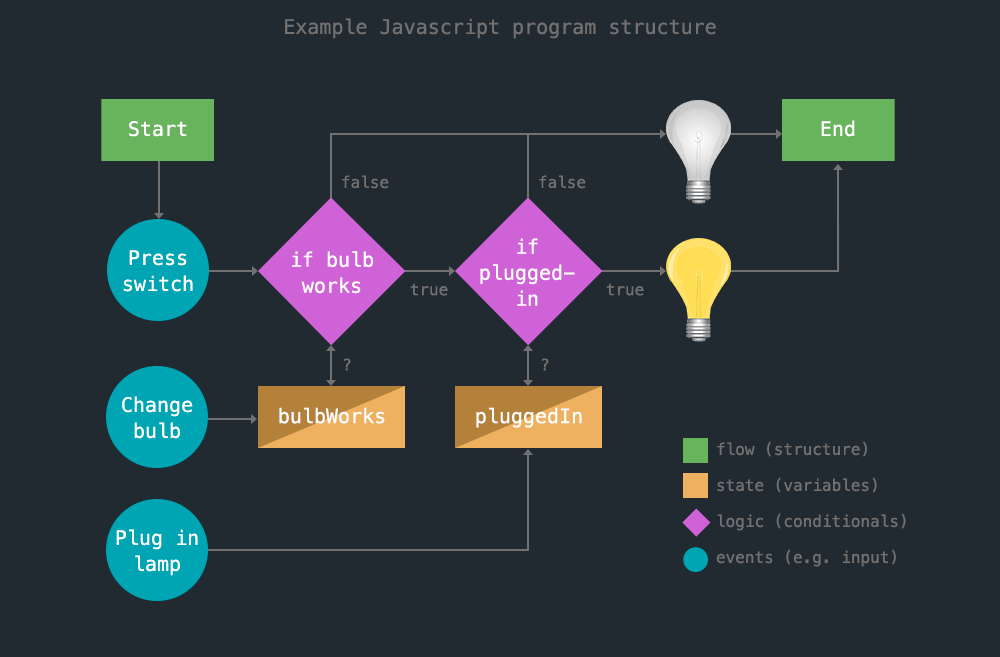 Example Javascript program structure
Start
End
false
false
Press
switch
if bulb
works
true
if
plugged-
in
true
?
?
Change
bulb
bulbWorks
pluggedIn
Plug in
lamp
flow (structure)
state (variables)
logic (conditionals)
events (e.g. input)